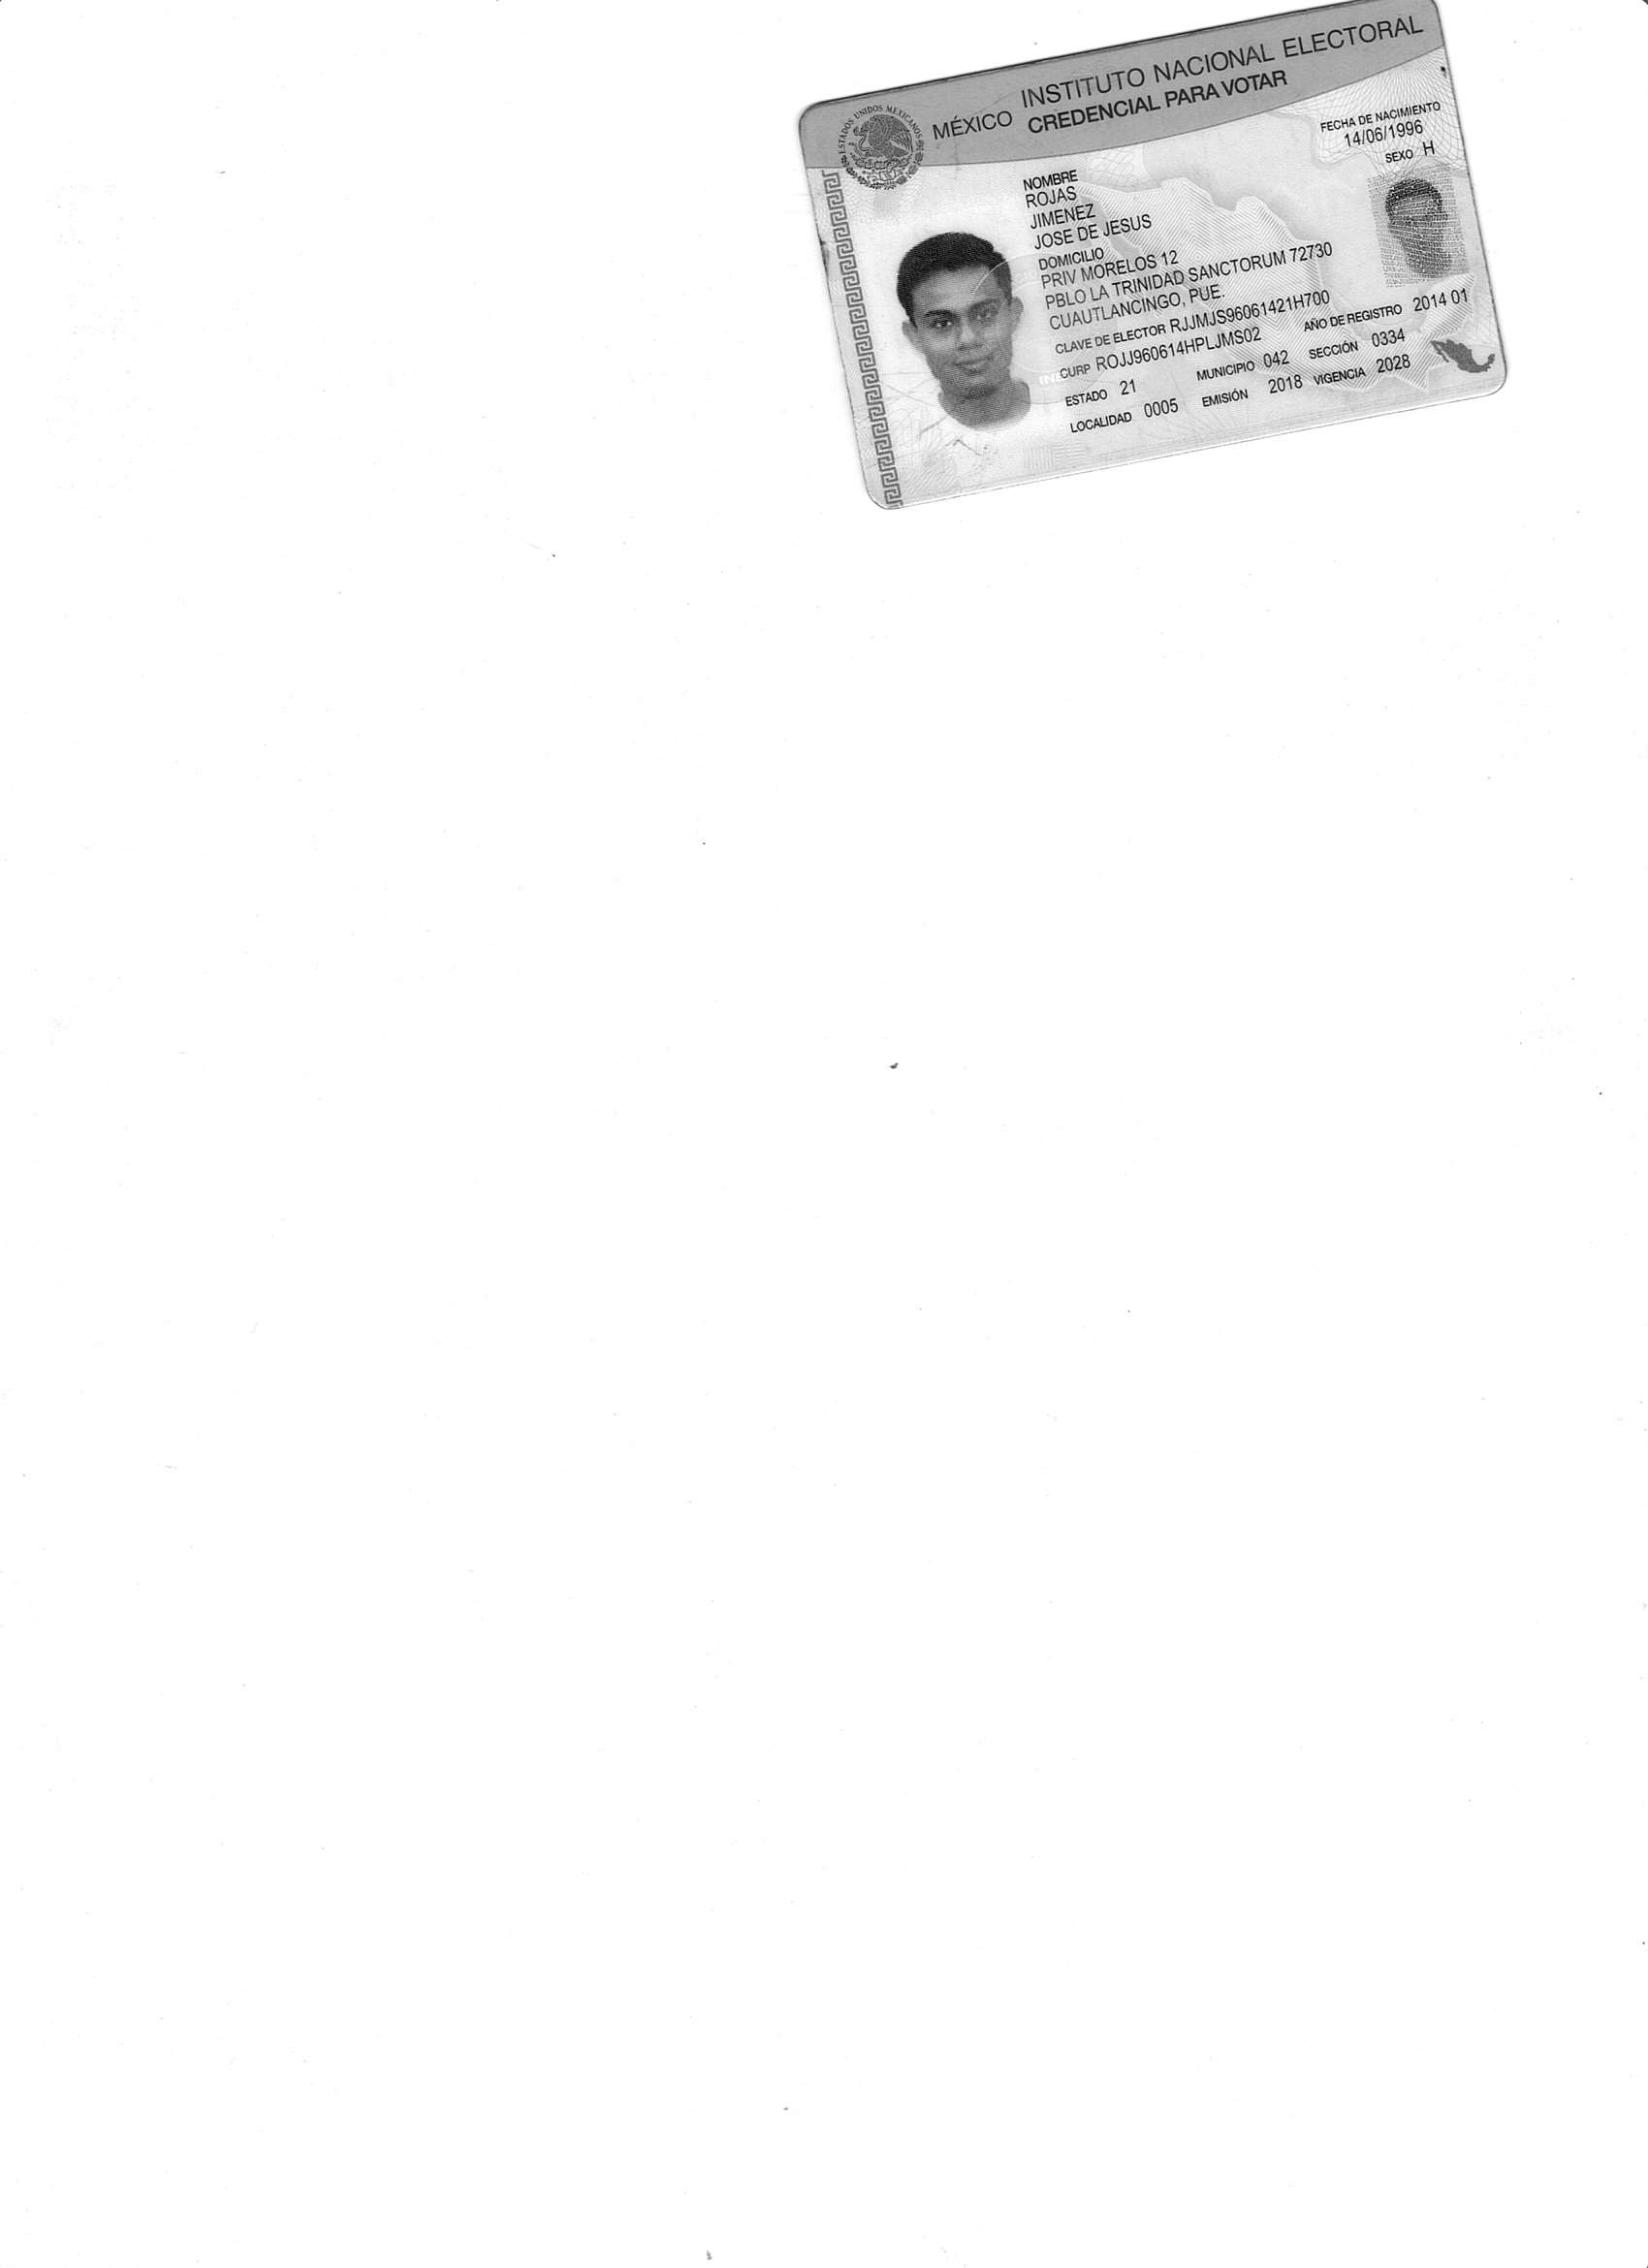 ESTADOS UNIDOS MEXICANOS
MÉXICO INSTITUTO NACIONAL ELECTORAL
CREDENCIAL PARA VOTAR
NOMBRE
ROJAS
JIMENEZ
JOSE DE JESUS
FECHA DE NACIMIENTO
14/06/1996
SEXO H
DOMICILIO
PRIV MORELOS 12
PBLO LA TRINIDAD SANCTORUM 72730
CUAUTLANCINGO, PUE.
CLAVE DE ELECTOR RJJMJS96061421H700
CURP ROJJ960614HPLJMS02 AÑO DE REGISTRO 2014 01
ESTADO 21 MUNICIPIO 042 SECCIÓN 0334
LOCALIDAD 0005 EMISIÓN 2018 VIGENCIA 2028